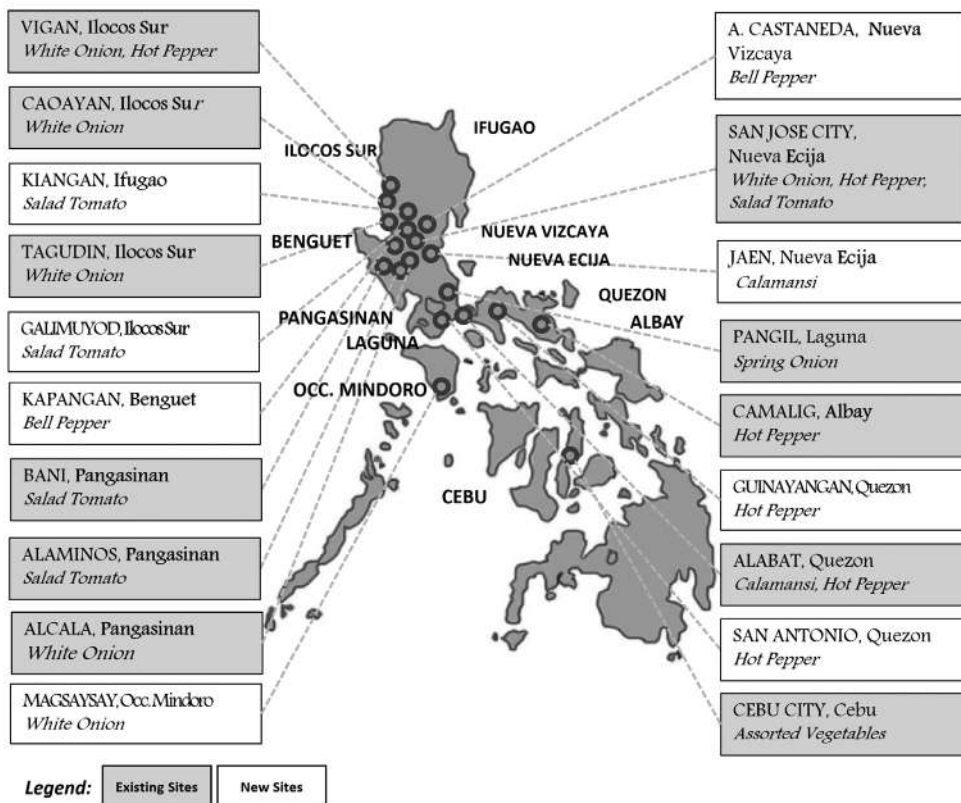 VIGAN, Ilocos Sur
White Onion, Hot Pepper
CAOAYAN, Ilocos Sur
White Onion
KIANGAN, Ifugao
Salad Tomato
TAGUDIN, Ilocos Sur
White Onion
GALIMUYOD, Ilocos Sur
Salad Tomato
KAPANGAN, Benguet
Bell Pepper
BANI, Pangasinan
Salad Tomato
ALAMINOS, Pangasinan
Salad Tomato
ALCALA, Pangasinan
White Onion
MAGSAYSAY, Occ. Mindoro
White Onion
IFUGAO
ILOCOS SUR
BENGUET
NUEVA VIZCAYA
NUEVA ECIJA
QUEZON
PANGASINAN
ALBAY
LAGUNA
OCC. MINDORO
CEBU
A. CASTANEDA, Nueva
Vizcaya
Bell Pepper
SAN JOSE CITY,
Nueva Ecija
White Onion, Hot Pepper,
Salad Tomato
JAEN, Nueva Ecija
Calamansi
PANGIL, Laguna
Spring Onion
CAMALIG, Albay
Hot Pepper
GUINAYANGAN, Quezon
Hot Pepper
ALABAT, Quezon
Calamansi, Hot Pepper
SAN ANTONIO, Quezon
Hot Pepper
CEBU CITY, Cebu
Assorted Vegetables
Legend: Existing Sites New Sites